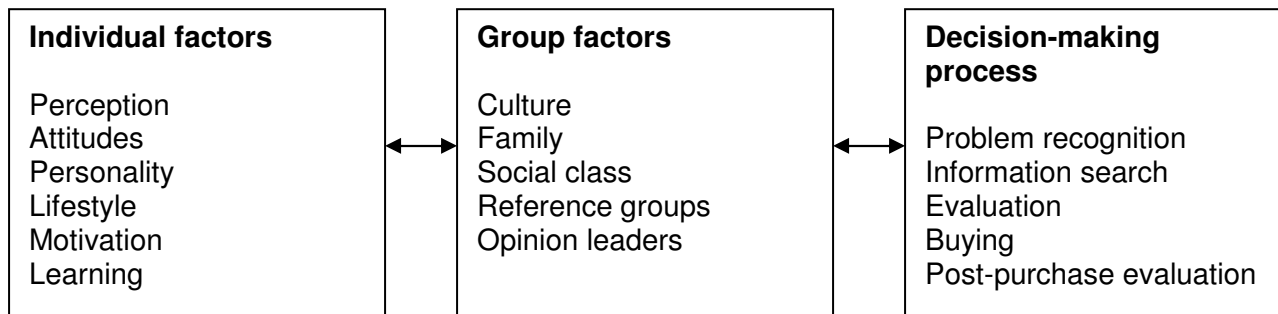 Individual factors
Perception
Attitudes
Personality
Lifestyle
Motivation
Learning
Group factors
Culture
Family
Social class
Reference groups
Opinion leaders
Decision-making
process
Problem recognition
Information search
Evaluation
Buying
Post-purchase evaluation